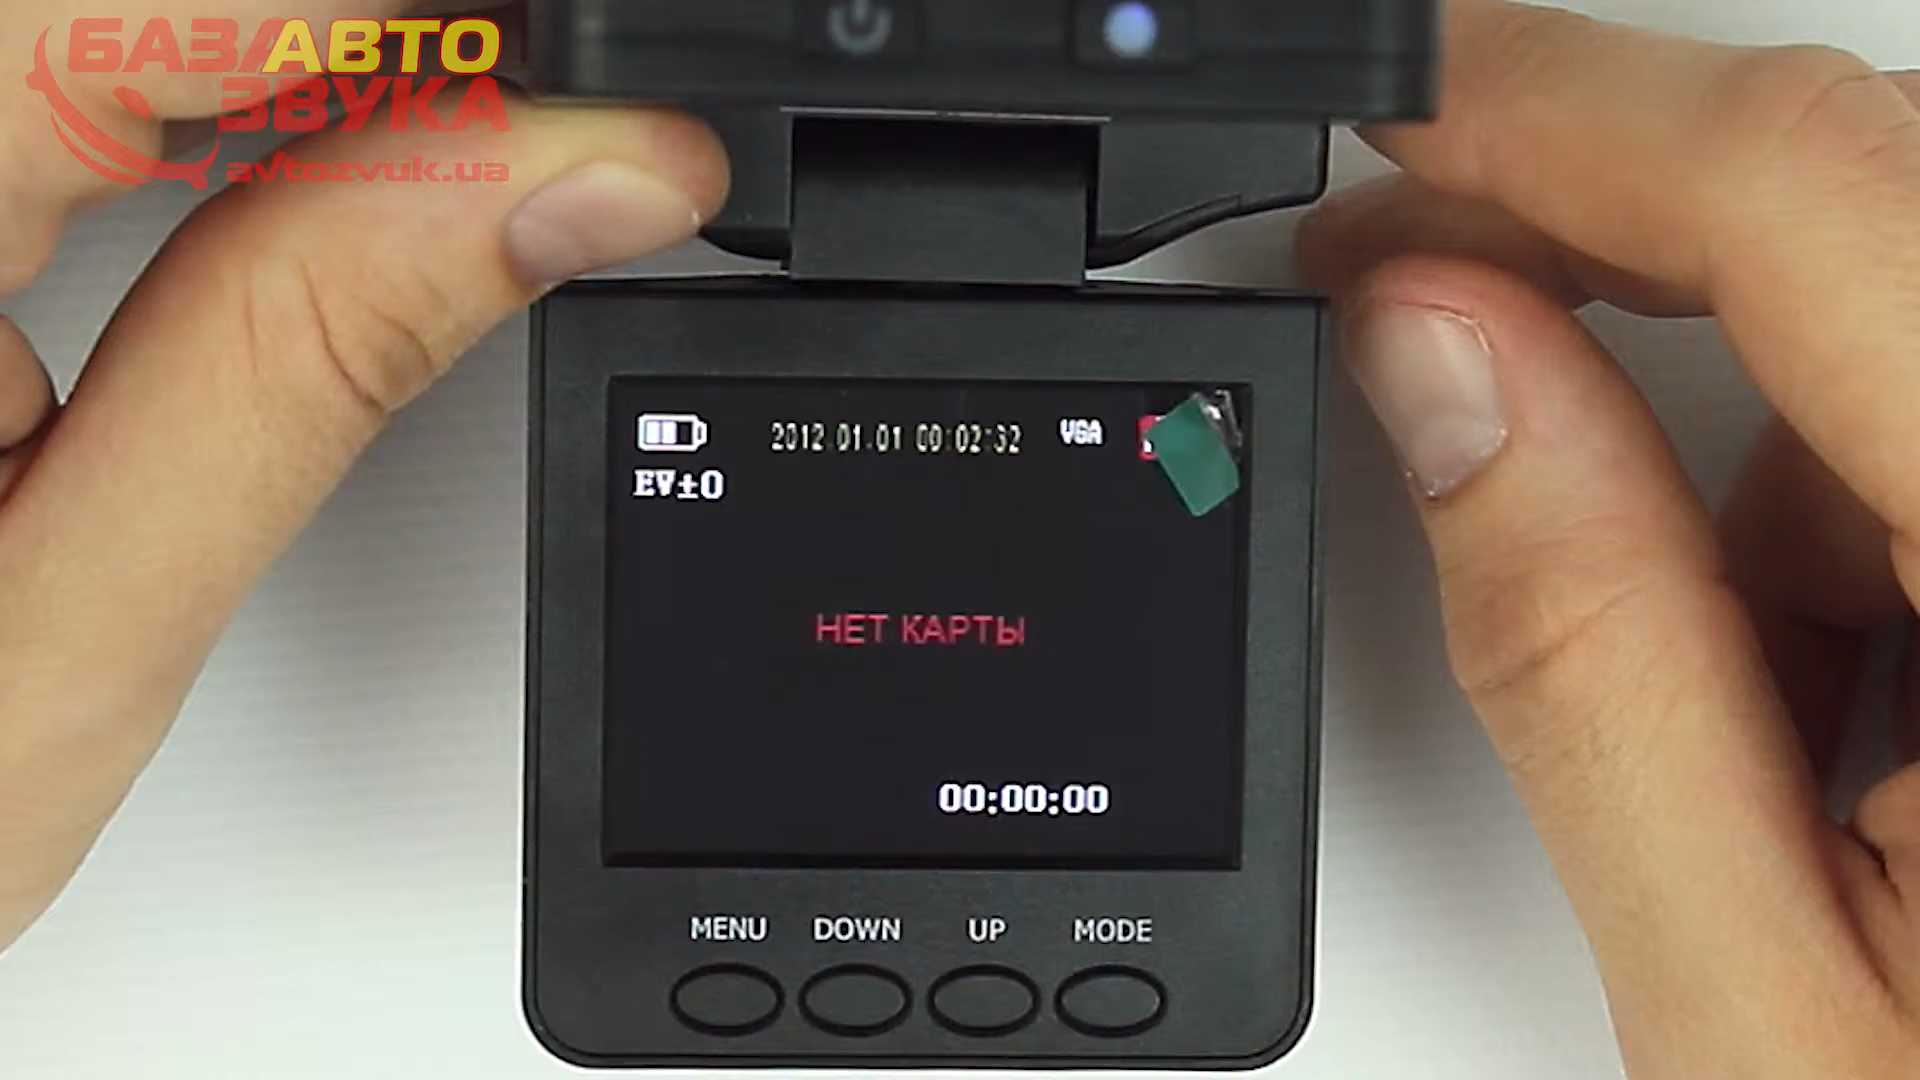 БАЗА АВТО
ЗВУКА
avtozvuk.ua
2012.01.01 00:02:32 VGA
EV±0
НЕТ КАРТЫ
00:00:00
MENU DOWN UP MODE